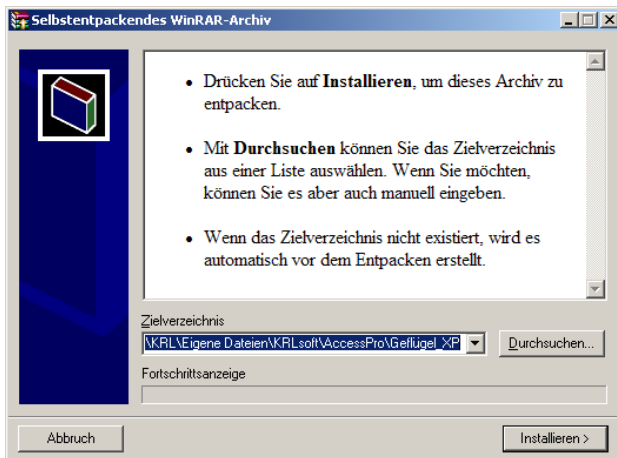 Selbstentpackendes WinRAR-Archiv
• Drücken Sie auf Installieren, um dieses Archiv zu
entpacken.
• Mit Durchsuchen können Sie das Zielverzeichnis
aus einer Liste auswählen. Wenn Sie möchten,
können Sie es aber auch manuell eingeben.
• Wenn das Zielverzeichnis nicht existiert, wird es
automatisch vor dem Entpacken erstellt.
Zielverzeichnis
\KRL\Eigene Dateien\KRLsoft\AccessPro\Geflügel_XP
Durchsuchen...
Fortschrittsanzeige
Abbruch
Installieren >